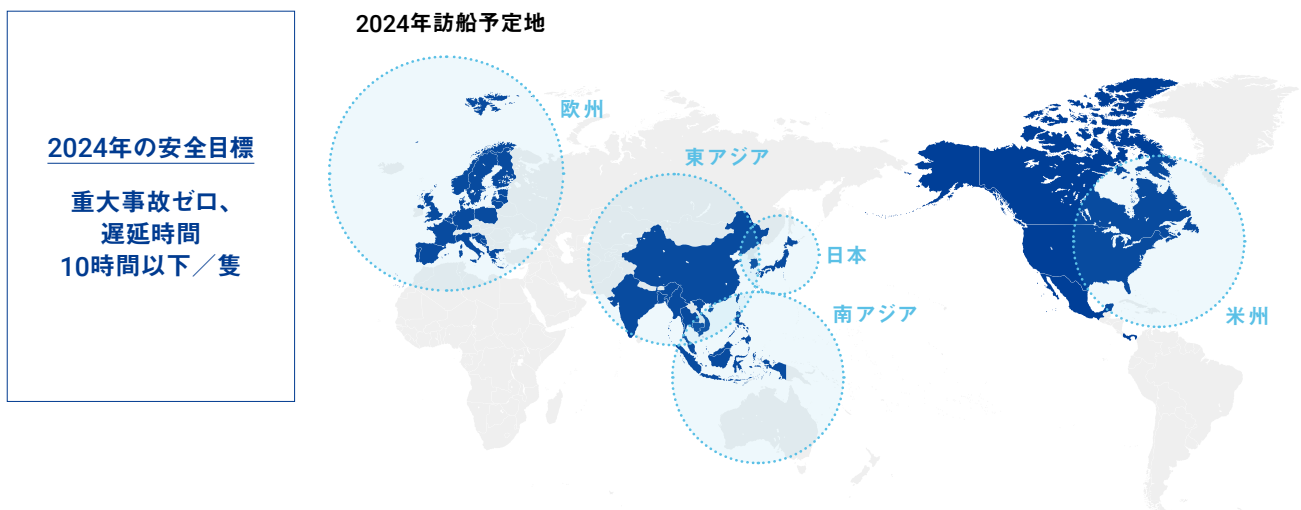 2024年訪船予定地
2024年の安全目標
重大事故ゼロ、
遅延時間
10時間以下／隻
欧州
東アジア
日本
南アジア
米州